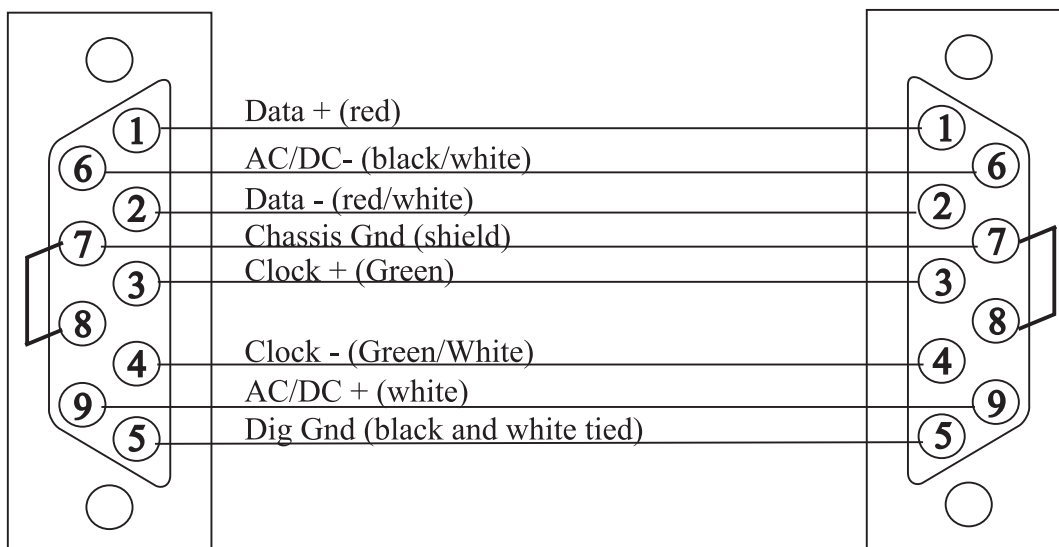 1 Data + (red) 1
6 AC/DC- (black/white) 6
2 Data - (red/white) 2
7 Chassis Gnd (shield) 7
3 Clock + (Green) 3
8 8
4 Clock - (Green/White) 4
9 AC/DC + (white) 9
5 Dig Gnd (black and white tied) 5